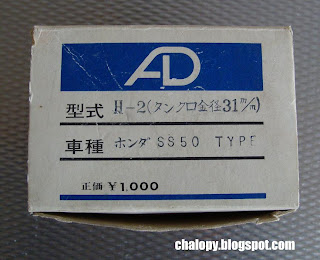 AD
型式 H-2(タンク口金径31m/m)
車種 ホンダ SS50 TYPE
正価 ¥1,000
chalopy.blogspot.com